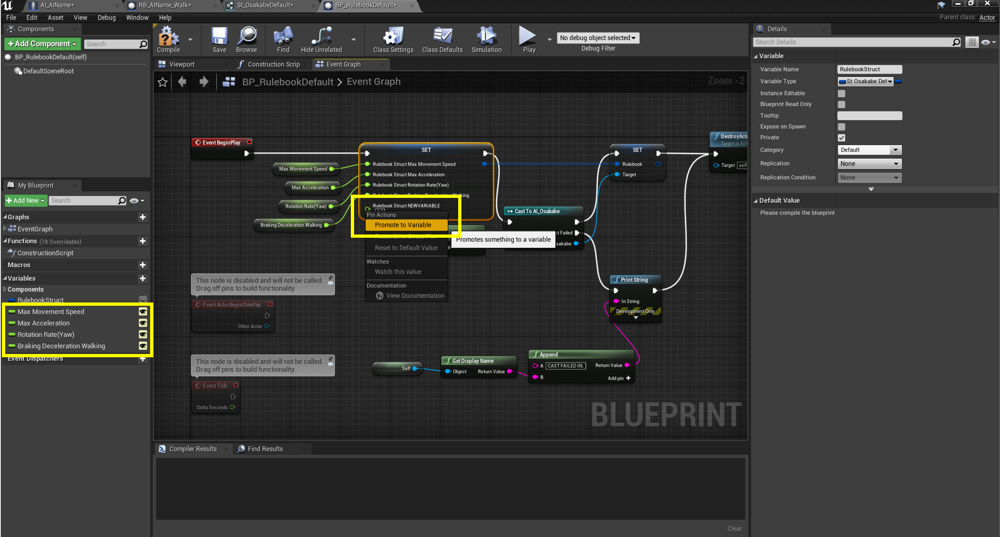 AI_AIName*
RB_AIName_Walk*
St_OsakabeDefault*
BP_RulebookDefault*
File Edit Asset View Debug Window Help
Parent class: Actor
Components
Add Component
Search
BP_RulebookDefault(self)
DefaultSceneRoot
Compile
Save
Browse
Find
Hide Unrelated
Class Settings
Class Defaults
Simulation
Play
No debug object selected
Debug Filter
Viewport
Construction Scrip
Event Graph
BP_RulebookDefault > Event Graph
Zoom -2
My Blueprint
Add New
Search
Graphs
EventGraph
Functions (18 Overridable)
ConstructionScript
Macros
Variables
Components
RulebookStruct
Max Movement Speed
Max Acceleration
Rotation Rate(Yaw)
Braking Deceleration Walking
Event Dispatchers
Event BeginPlay
Max Movement Speed
Max Acceleration
Rotation Rate(Yaw)
Braking Deceleration Walking
SET
Rulebook Struct Max Movement Speed
Rulebook Struct Max Acceleration
Rulebook Struct Rotation Rate(Yaw)
Rulebook Struct Braking Deceleration Walking
Rulebook Struct NEWVARIABLE
Pin Actions
Promote to Variable
Recombine Struct Pin
Reset to Default Value
Watches
Watch this value
Documentation
View Documentation
Promotes something to a variable
Cast To AI_Osakabe
st Failed
sakabe
SET
Rulebook
Target
DestroyActo
Target is Act
Target self
Print String
In String
Development Only
This node is disabled and will not be called.
Drag off pins to build functionality.
Event ActorBeginOverlap
Other Actor
This node is disabled and will not be called.
Drag off pins to build functionality.
Event Tick
Delta Seconds
Self
Get Display Name
Object Return Value
Append
A CAST FAILED IN; Return Value
B
Add pin
BLUEPRINT
Compiler Results
Find Results
Clear
Details
Search Details
Variable
Variable Name RulebookStruct
Variable Type St Osakabe Def
Instance Editable
Blueprint Read Only
Tooltip
Expose on Spawn
Private
Category Default
Replication None
Replication Condition None
Default Value
Please compile the blueprint